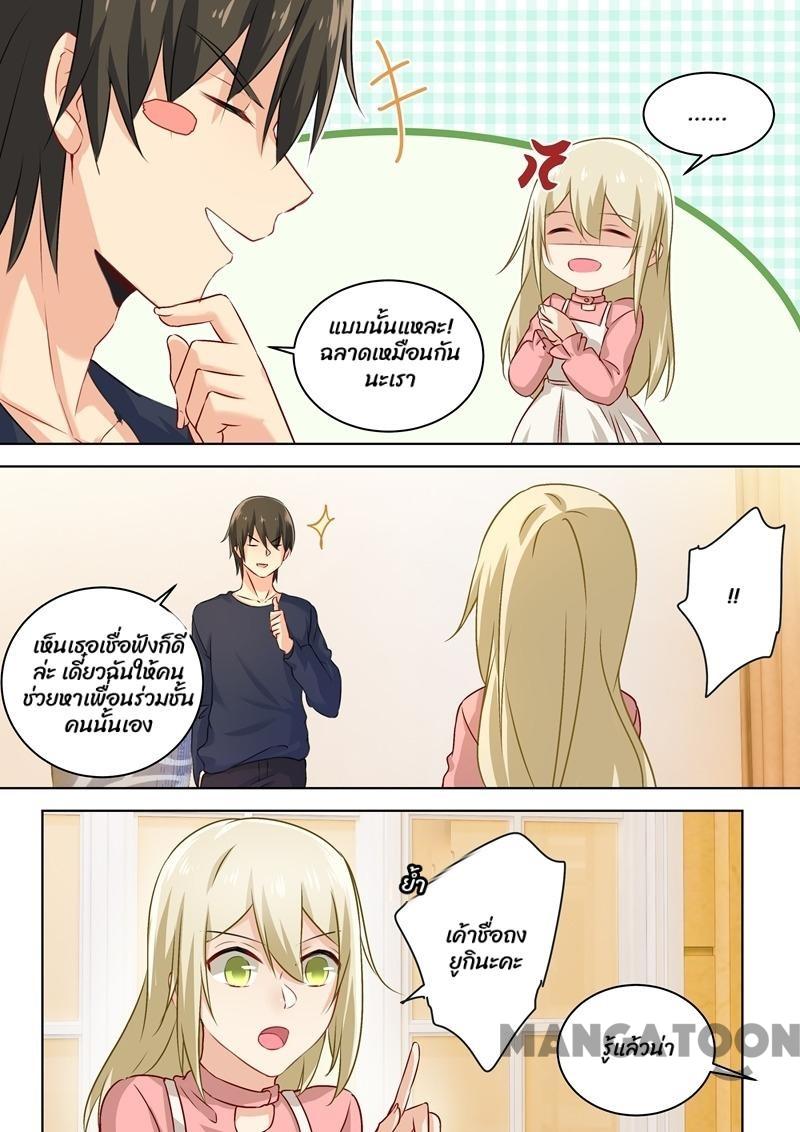 ......
แบบนั้นแหละ!
ฉลาดเหมือนกัน
นะเรา
!!
เห็นเธอเชื่อฟังก็ดี
ล่ะ เดี๋ยวฉันให้คน
ช่วยหาเพื่อนร่วมชั้น
คนนั้นเอง
ย้ำ
เค้าชื่อถง
ยูกินะคะ
รู้แล้วน่า
MANGATOON